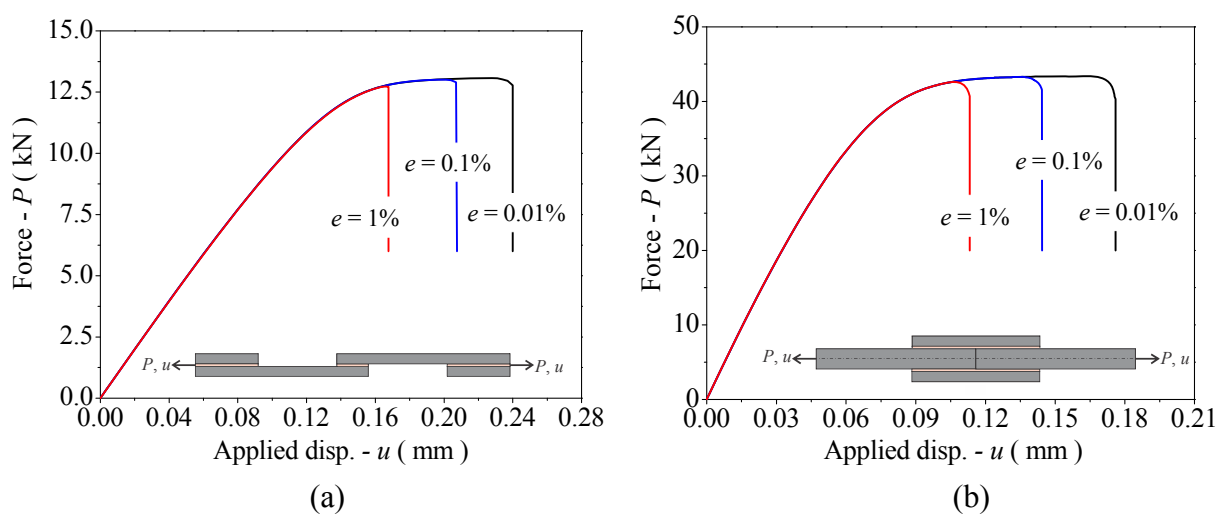 15.0
12.5
10.0
7.5
5.0
2.5
0.0
Force - P ( kN )
e = 0.1%
e = 1%
e = 0.01%
P, u
P, u
0.00 0.04 0.08 0.12 0.16 0.20 0.24 0.28
Applied disp. - u ( mm )
(a)
50
40
30
20
10
0
Force - P ( kN )
e = 0.1%
e = 1%
e = 0.01%
P, u
P, u
0.00 0.03 0.06 0.09 0.12 0.15 0.18 0.21
Applied disp. - u ( mm )
(b)